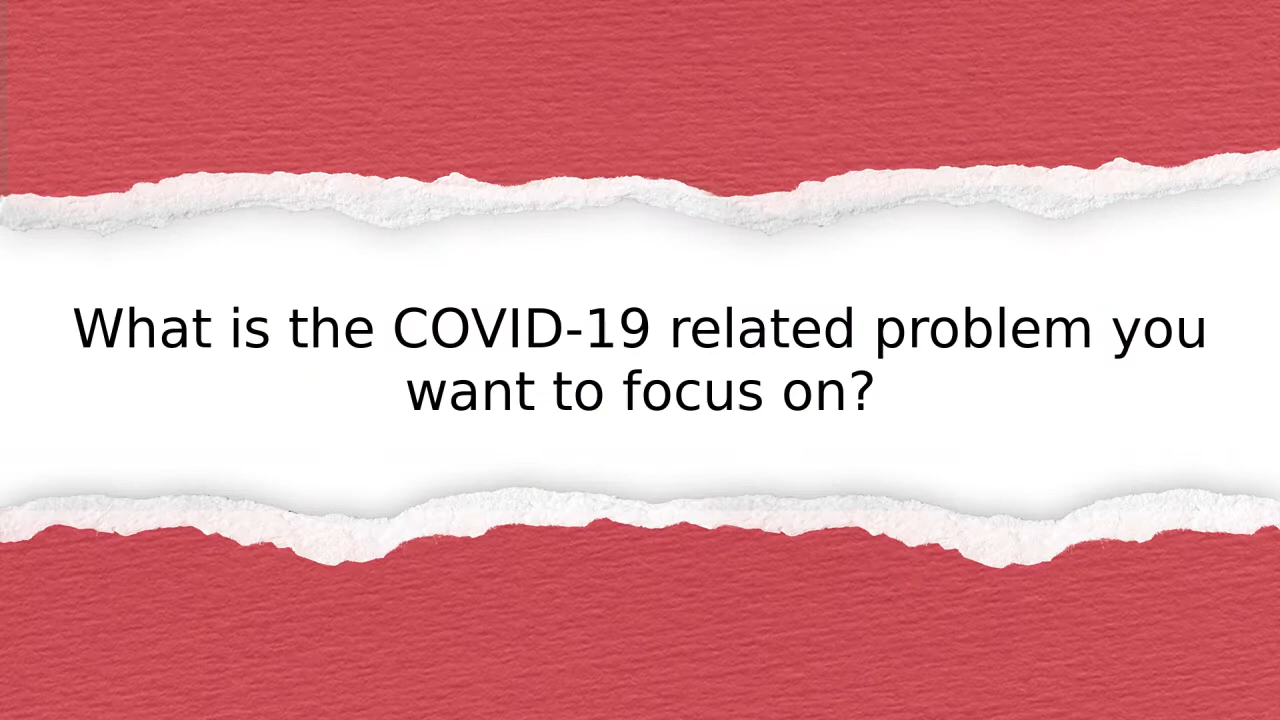 What is the COVID-19 related problem you
want to focus on?